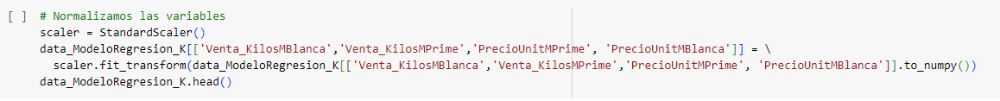 [ ] # Normalizamos las variables
scaler = StandardScaler()
data_ModeloRegresion_K[['Venta_KilosMBlanca','Venta_KilosMPrime','PrecioUnitMPrime', 'PrecioUnitMBlanca']] = \
  scaler.fit_transform(data_ModeloRegresion_K[['Venta_KilosMBlanca','Venta_KilosMPrime','PrecioUnitMPrime', 'PrecioUnitMBlanca']].to_numpy())
data_ModeloRegresion_K.head()